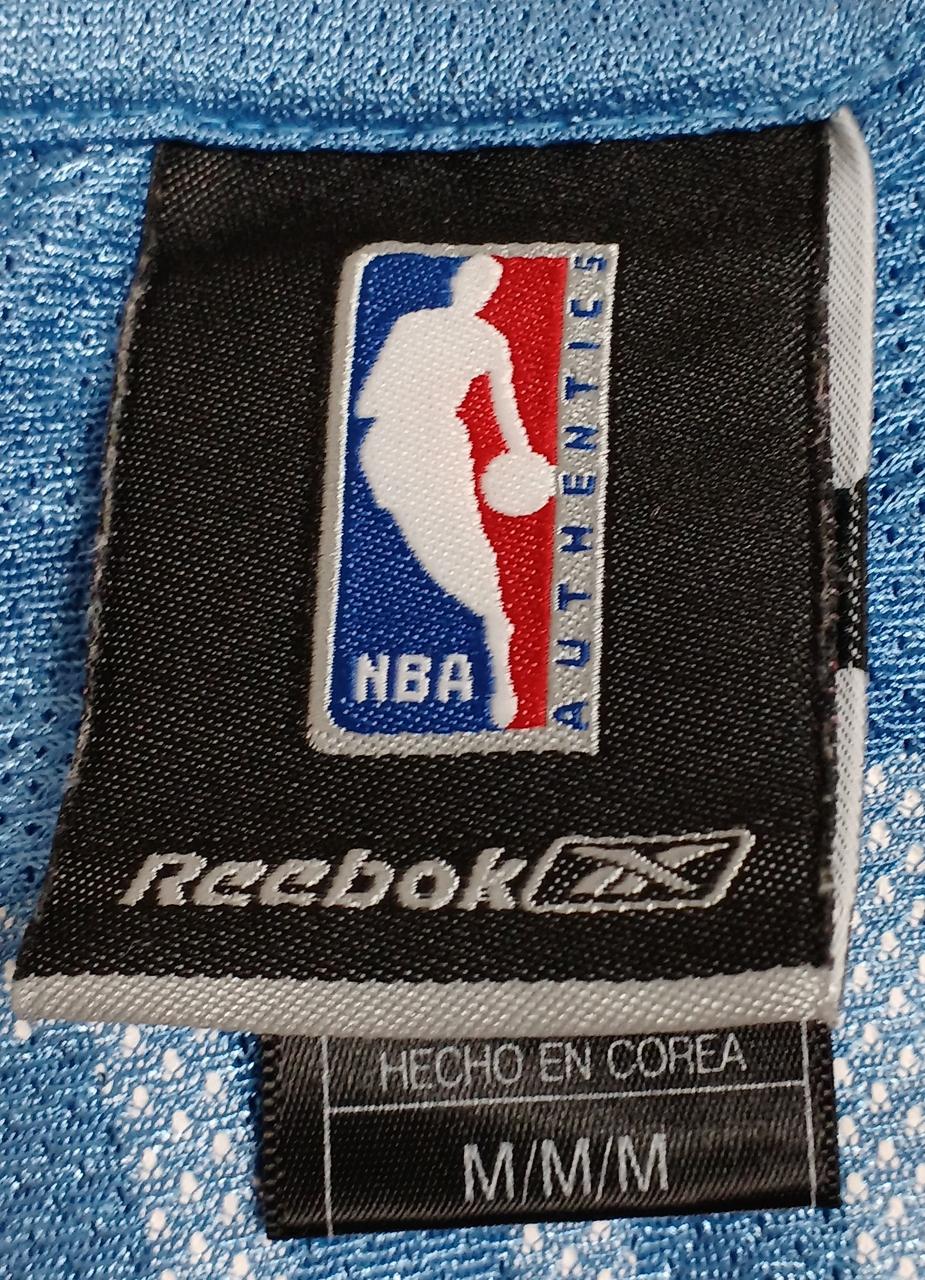 NBA
AUTHENTICS
Reebok
HECHO EN COREA
M/M/M